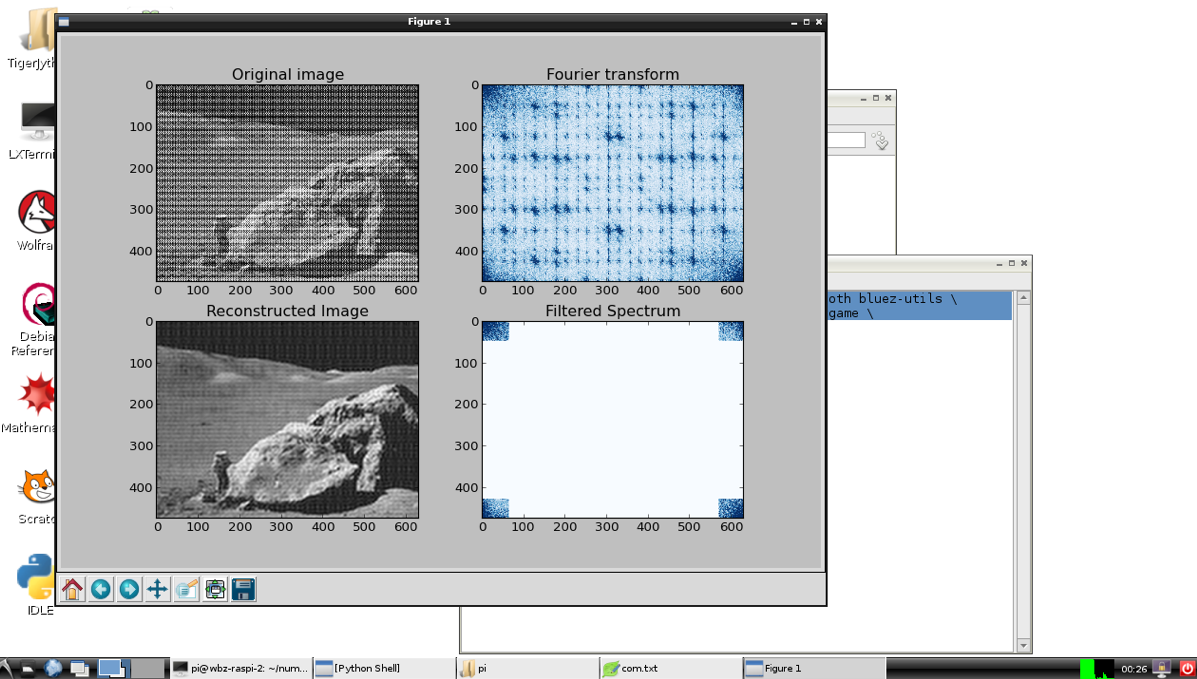 Figure 1
TigerJyth
LXTermi
Wolfra
Debia
Referen
Mathema
Scratc
IDLE
Original image
0
100
200
300
400
0 100 200 300 400 500 600
Fourier transform
0
100
200
300
400
0 100 200 300 400 500 600
Reconstructed Image
0
100
200
300
400
0 100 200 300 400 500 600
Filtered Spectrum
0
100
200
300
400
0 100 200 300 400 500 600
oth bluez-utils \
game \
pi@wbz-raspi-2: ~/num... [Python Shell] pi com.txt Figure 1 00:26